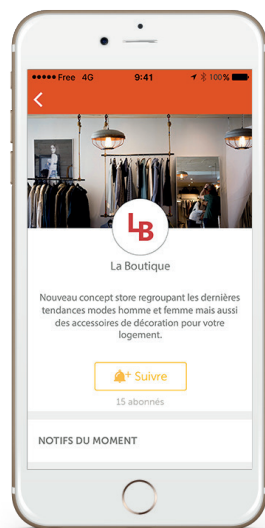 Free 4G 9:41 100%
LB
La Boutique
Nouveau concept store regroupant les dernières
tendances modes homme et femme mais aussi
des accessoires de décoration pour votre
logement.
+ Suivre
15 abonnés
NOTIFS DU MOMENT